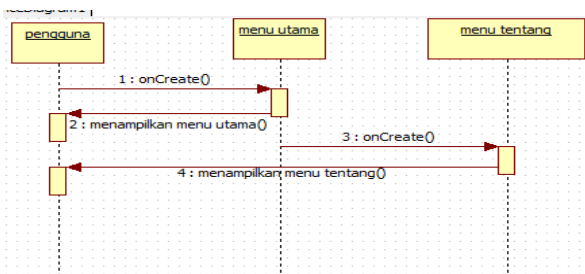 pengguna
menu utama
menu tentang
1 : onCreate()
2 : menampilkan menu utama()
3 : onCreate()
4 : menampilkan menu tentang()